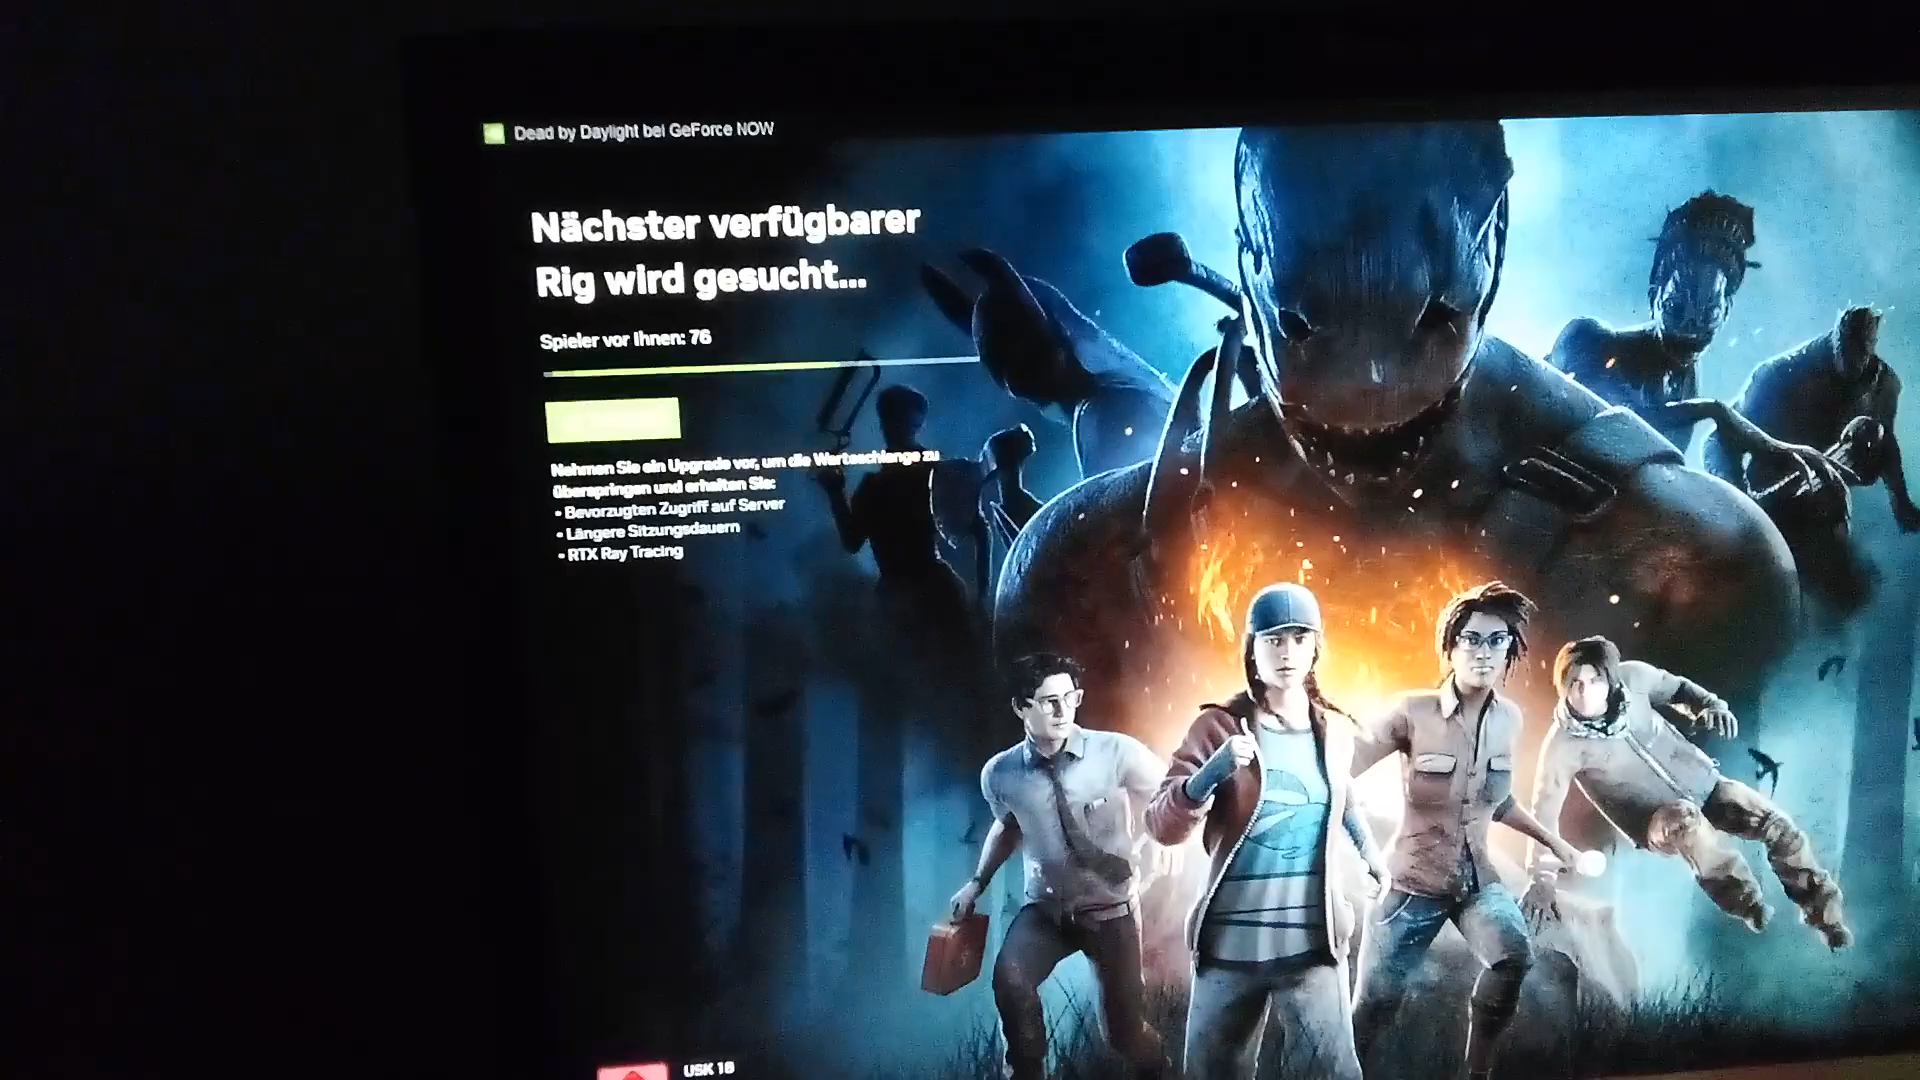 Dead by Daylight bei GeForce NOW
Nächster verfügbarer
Rig wird gesucht...
Spieler vor Ihnen: 76
Nehmen Sie ein Upgrade vor, um die Warteschlange zu
überspringen und erhalten Sie:
• Bevorzugten Zugriff auf Server
• Längere Sitzungsdauern
• RTX Ray Tracing
USK 18